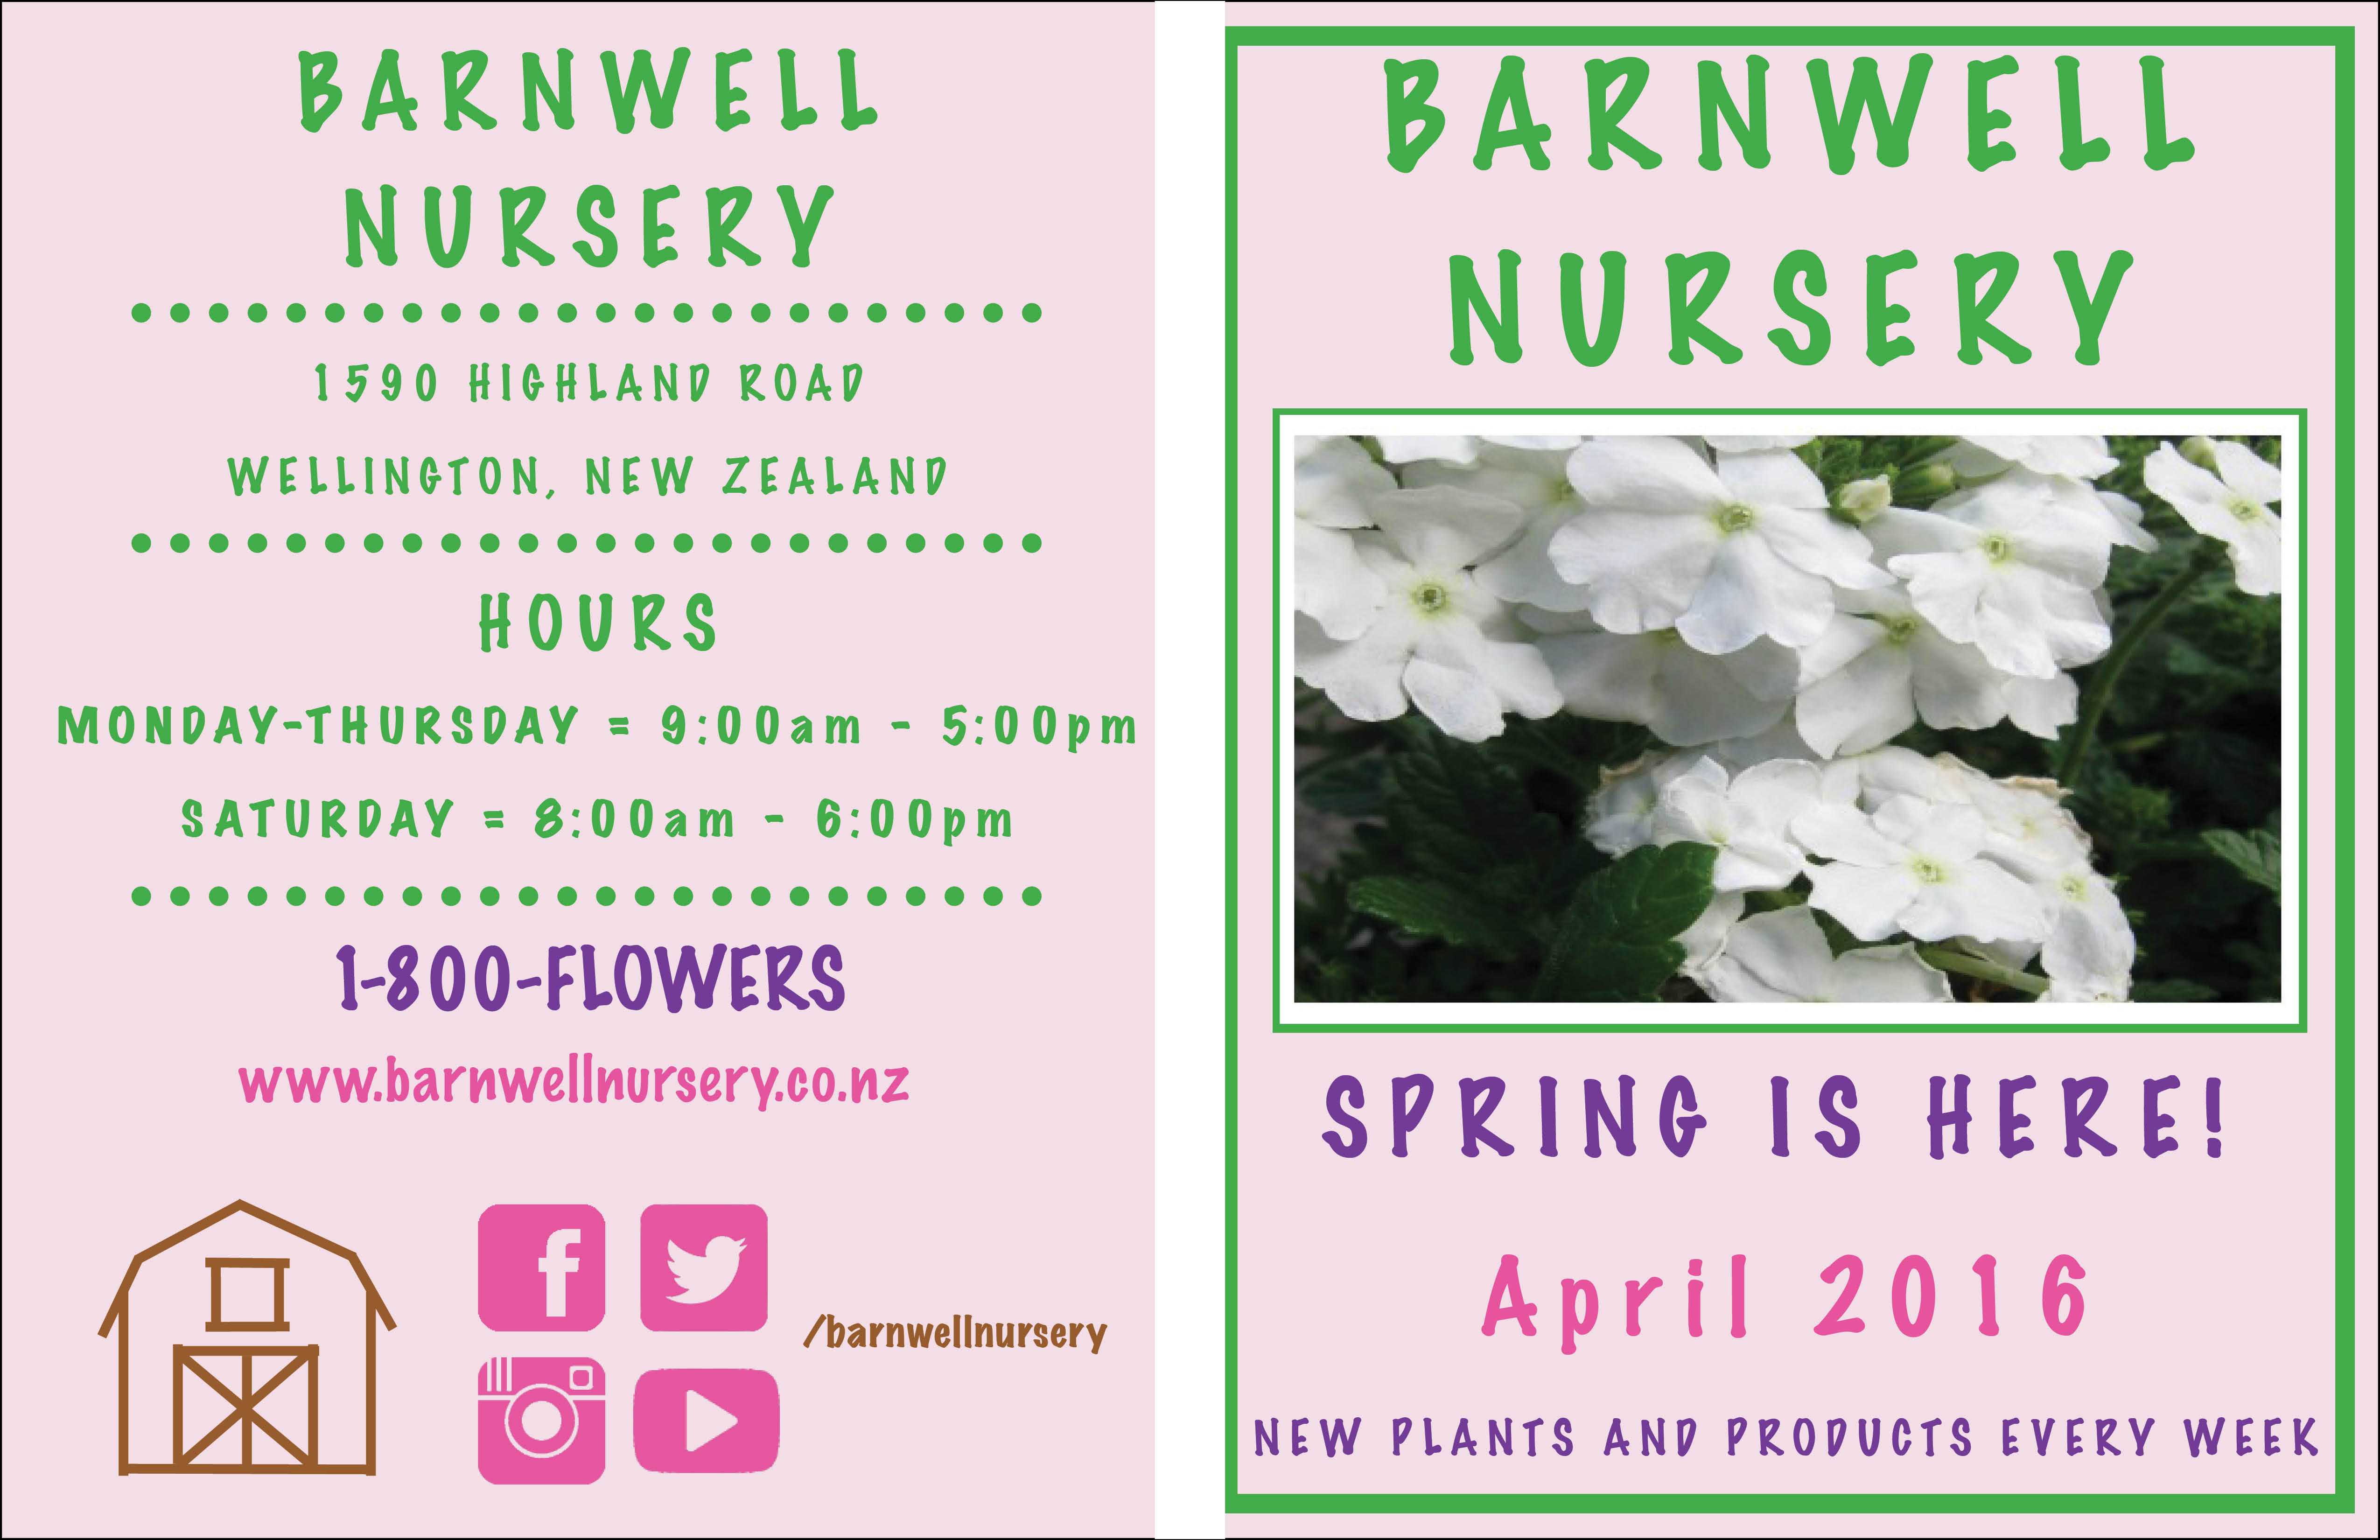 BARNWELL
NURSERY
1590 HIGHLAND ROAD
WELLINGTON, NEW ZEALAND
HOURS
MONDAY-THURSDAY = 9:00am - 5:00pm
SATURDAY = 8:00am - 6:00pm
1-800-FLOWERS
www.barnwellnursery.co.nz
/barnwellnursery
BARNWELL
NURSERY
SPRING IS HERE!
April 2016
NEW PLANTS AND PRODUCTS EVERY WEEK